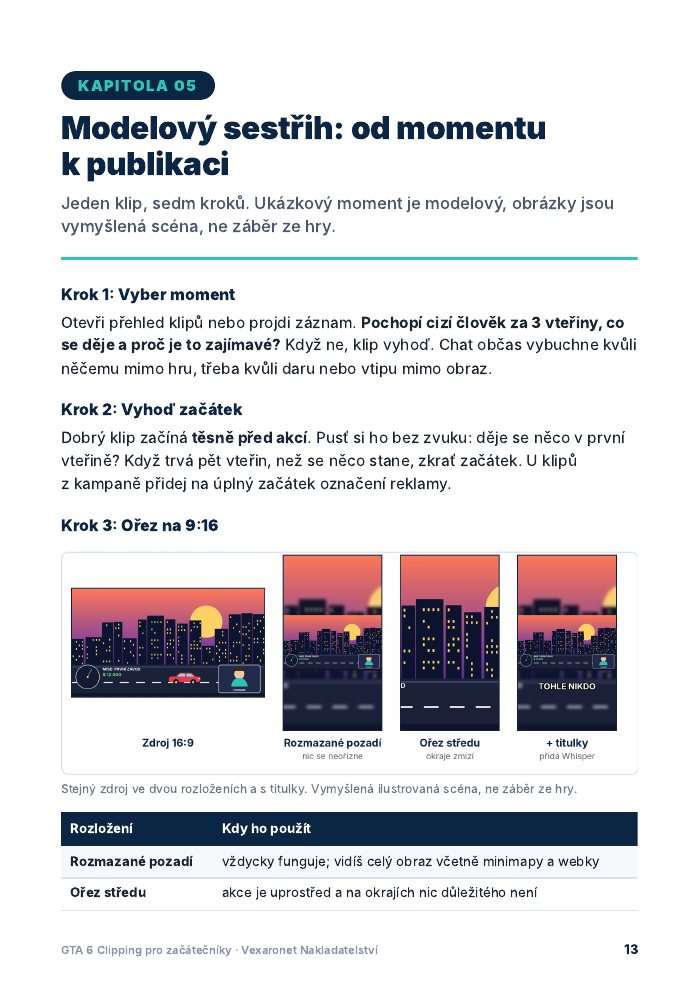 KAPITOLA 05
Modelový sestřih: od momentu
k publikaci
Jeden klip, sedm kroků. Ukázkový moment je modelový, obrázky jsou
vymyšlená scéna, ne záběr ze hry.
Krok 1: Vyber moment
Otevři přehled klipů nebo projdi záznam. Pochopí cizí člověk za 3 vteřiny, co
se děje a proč je to zajímavé? Když ne, klip vyhoď. Chat občas vybuchne kvůli
něčemu mimo hru, třeba kvůli daru nebo vtipu mimo obraz.
Krok 2: Vyhoď začátek
Dobrý klip začíná těsně před akcí. Pusť si ho bez zvuku: děje se něco v první
vteřině? Když trvá pět vteřin, než se něco stane, zkrať začátek. U klipů
z kampaně přidej na úplný začátek označení reklamy.
Krok 3: Ořez na 9:16
TOHLE NIKDO
Zdroj 16:9
Rozmazané pozadí
nic se neořízne
Ořez středu
okraje zmizí
+ titulky
přidá Whisper
Stejný zdroj ve dvou rozloženích a s titulky. Vymyšlená ilustrovaná scéna, ne záběr ze hry.
Rozložení Kdy ho použít
Rozmazané pozadí vždycky funguje; vidíš celý obraz včetně minimapy a webky
Ořez středu akce je uprostřed a na okrajích nic důležitého není
GTA 6 Clipping pro začátečníky · Vexaronet Nakladatelství 13